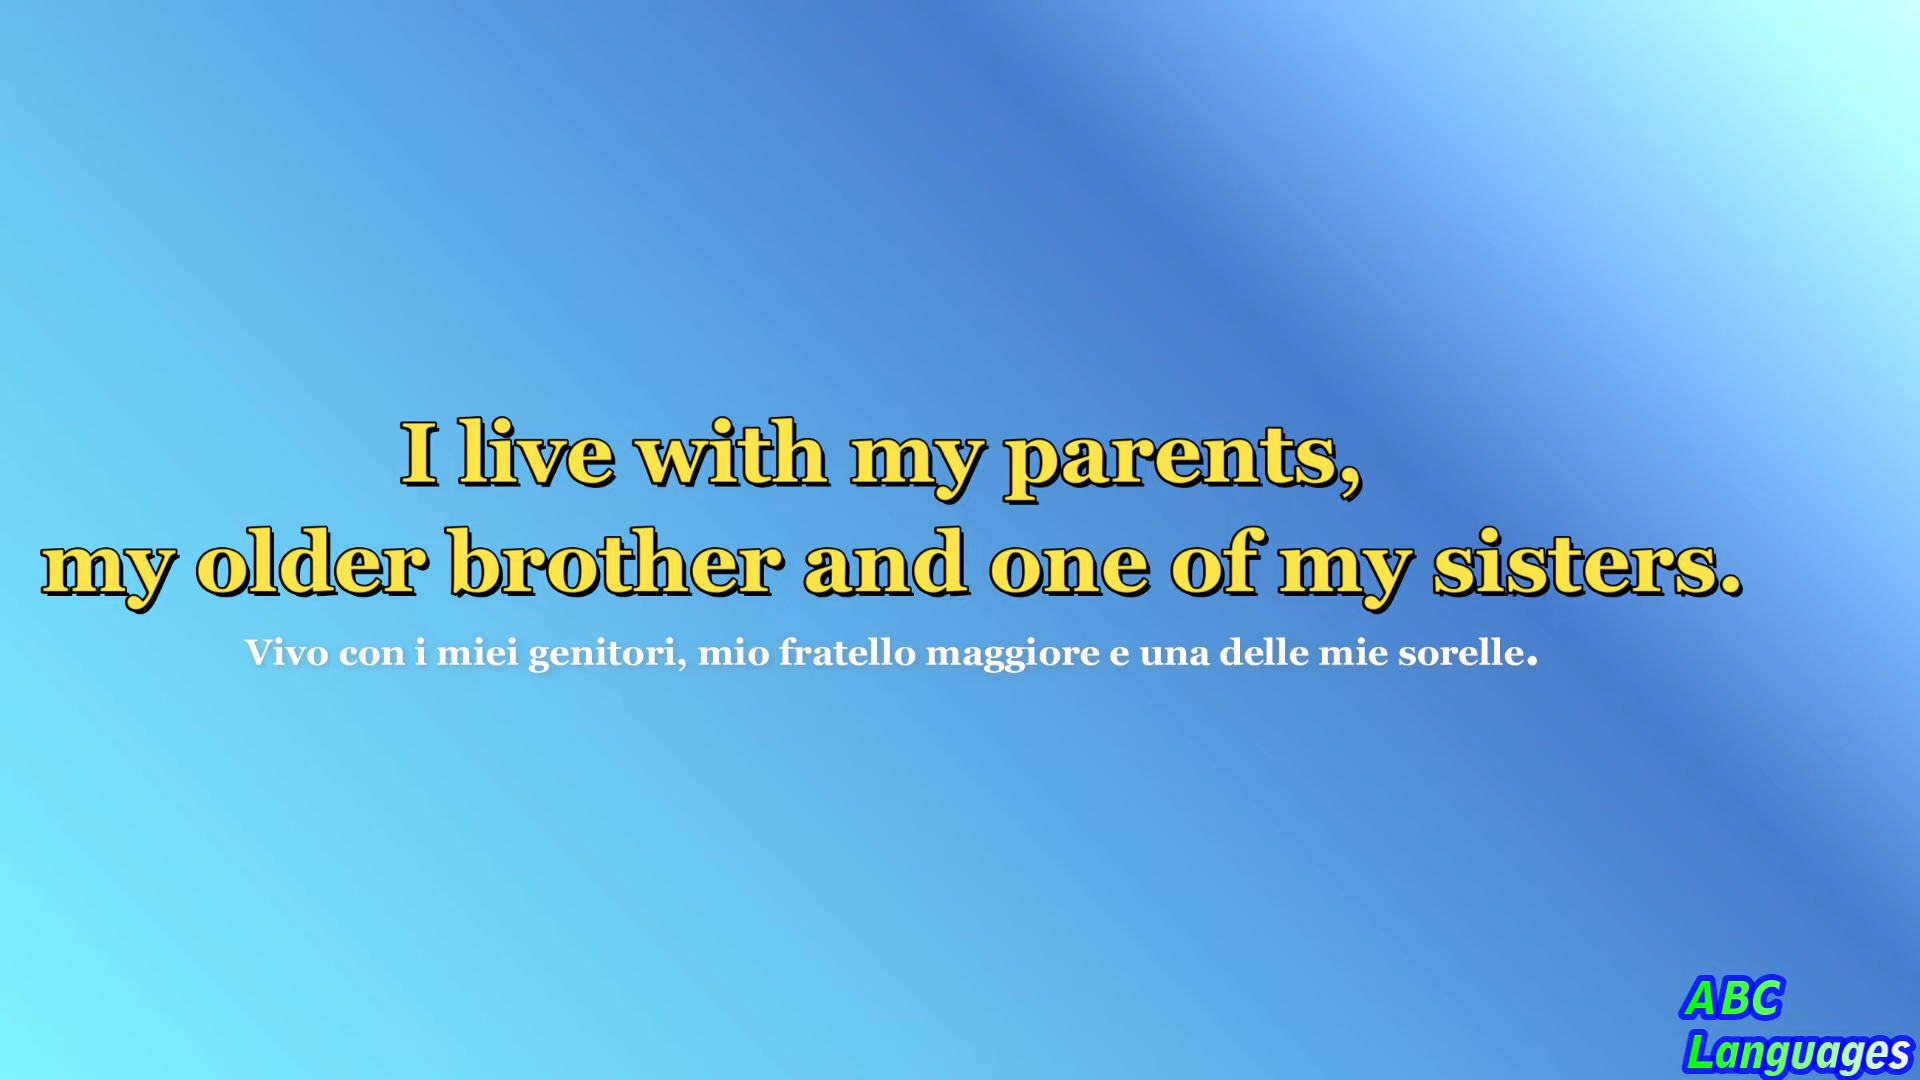 I live with my parents,
my older brother and one of my sisters.
Vivo con i miei genitori, mio fratello maggiore e una delle mie sorelle.
ABC
Languages